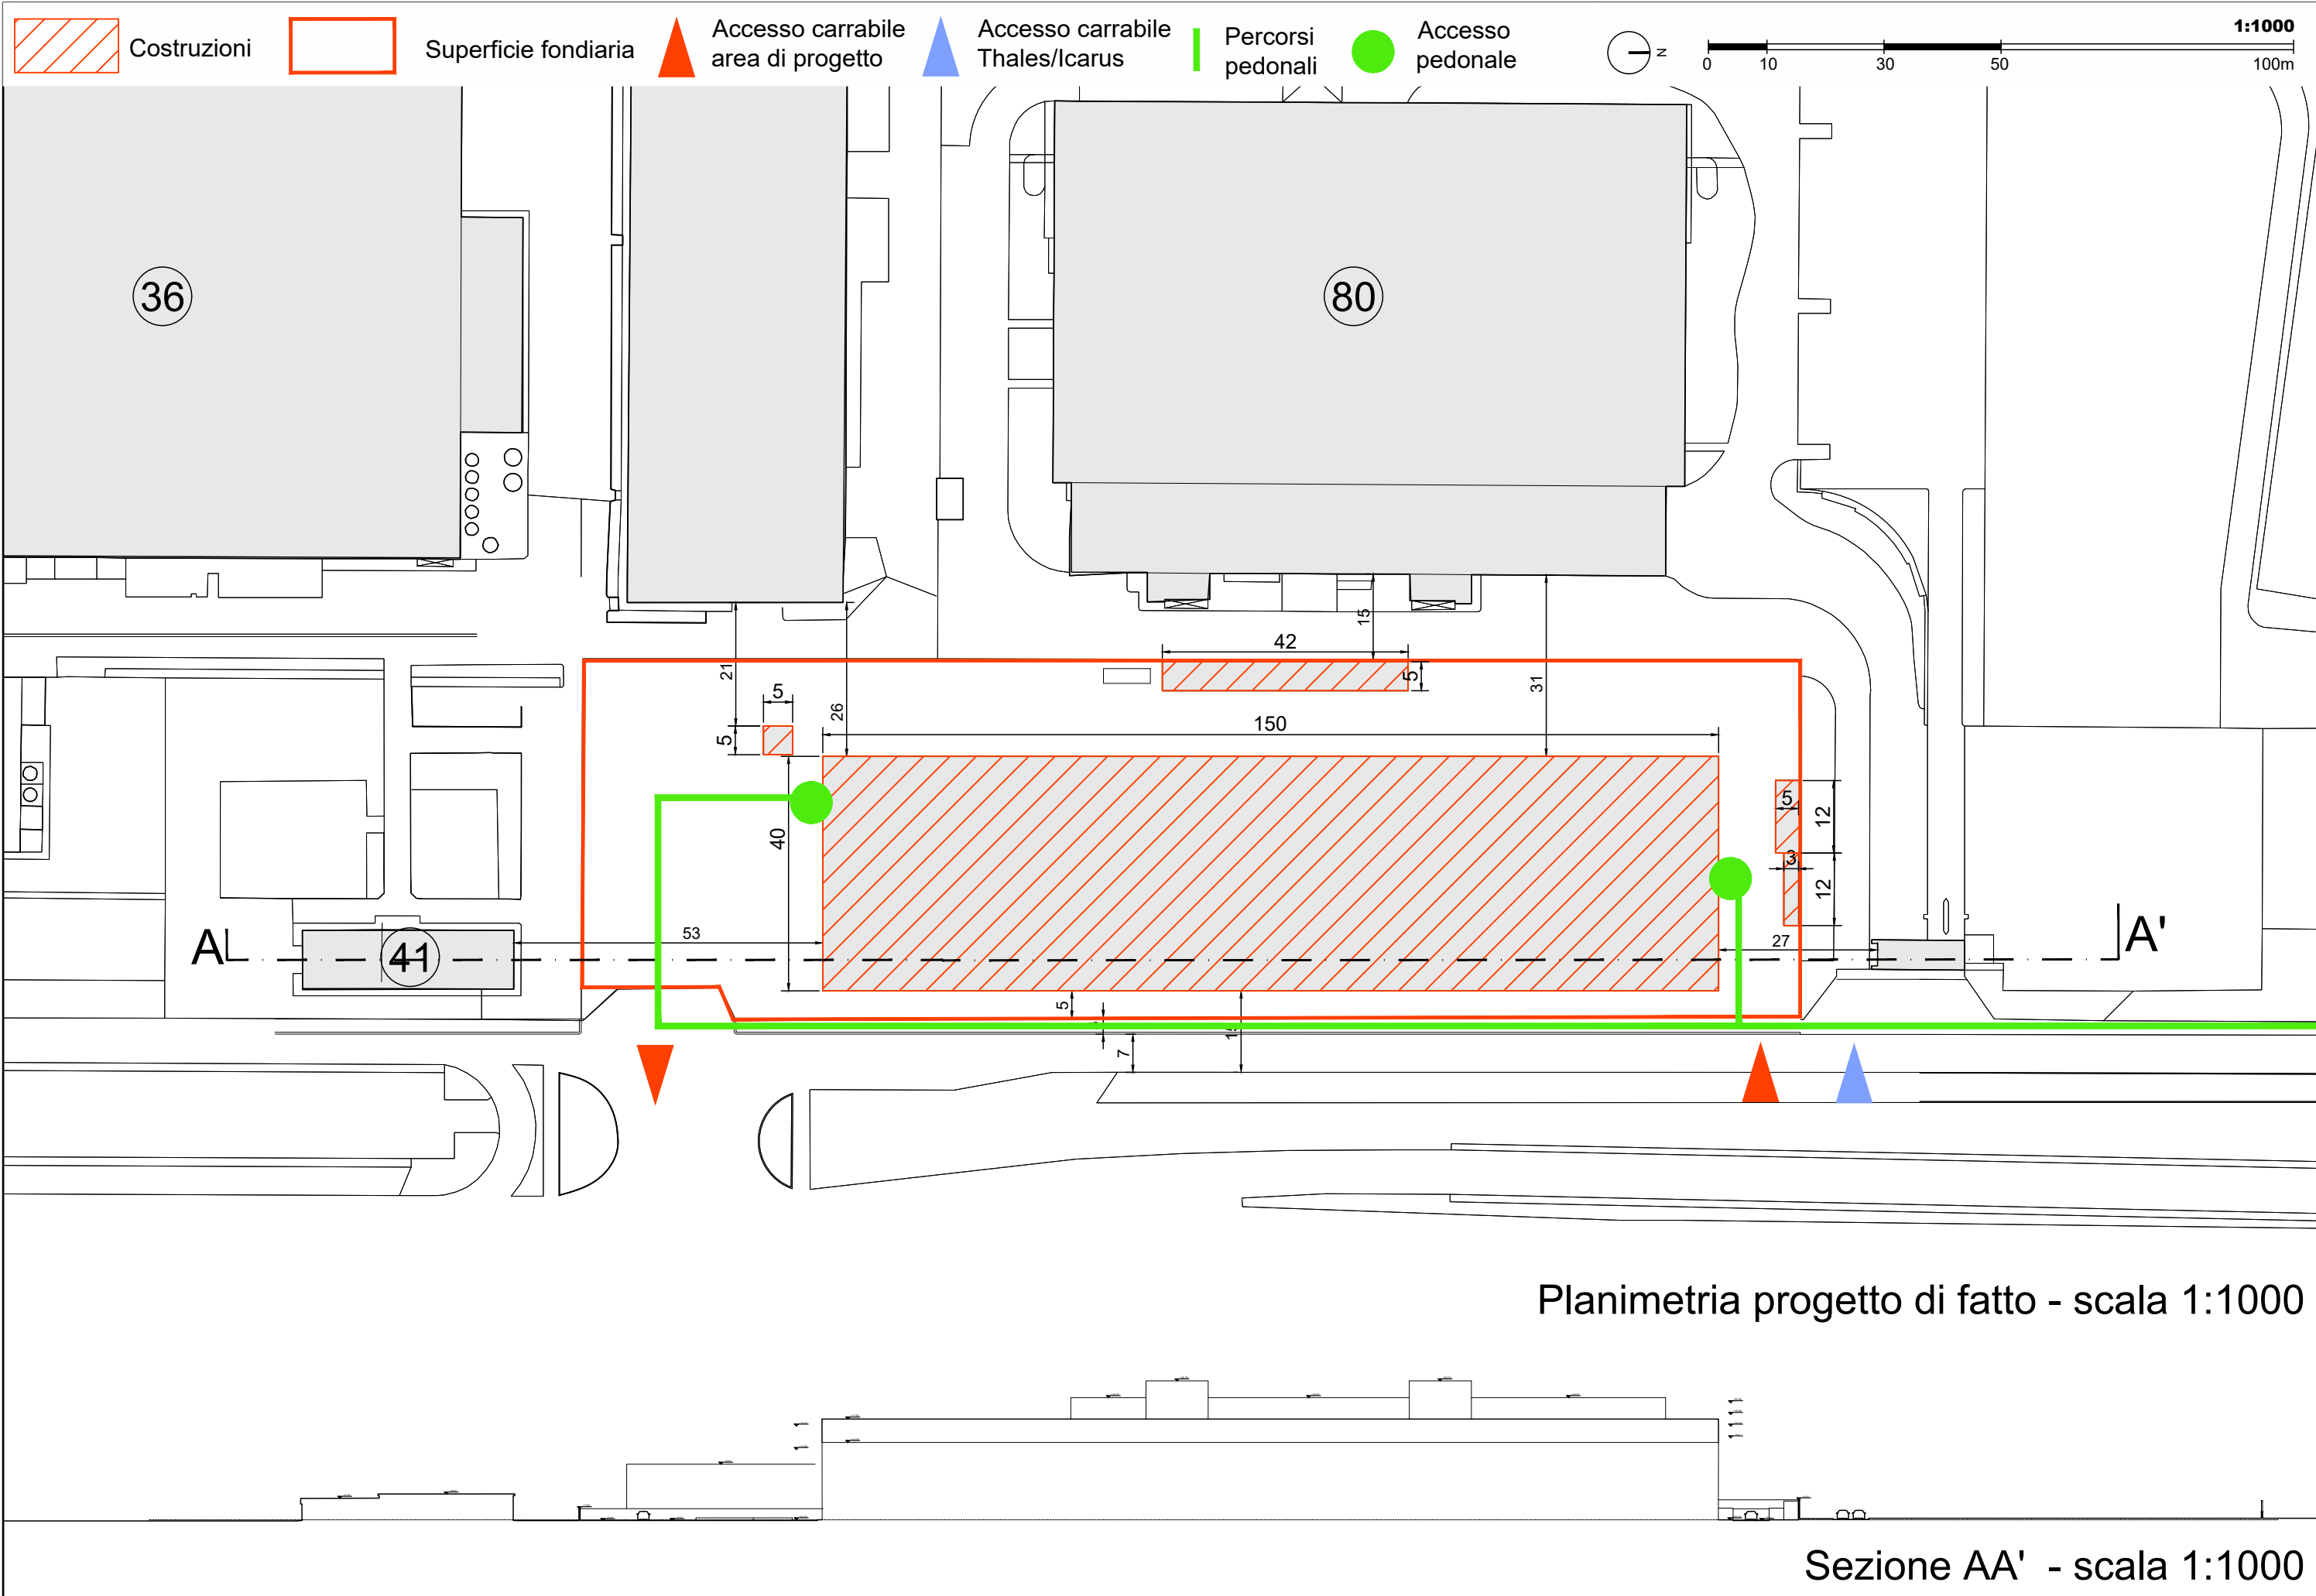 Costruzioni
Superficie fondiaria
Accesso carrabile
area di progetto
Accesso carrabile
Thales/Icarus
Percorsi
pedonali
Accesso
pedonale
N
1:1000
0 10 30 50 100m
36
80
15
42
5
21
5
26
31
5
150
5
12
40
3
12
53
A
41
27
A'
5
7
Planimetria progetto di fatto - scala 1:1000
Sezione AA' - scala 1:1000